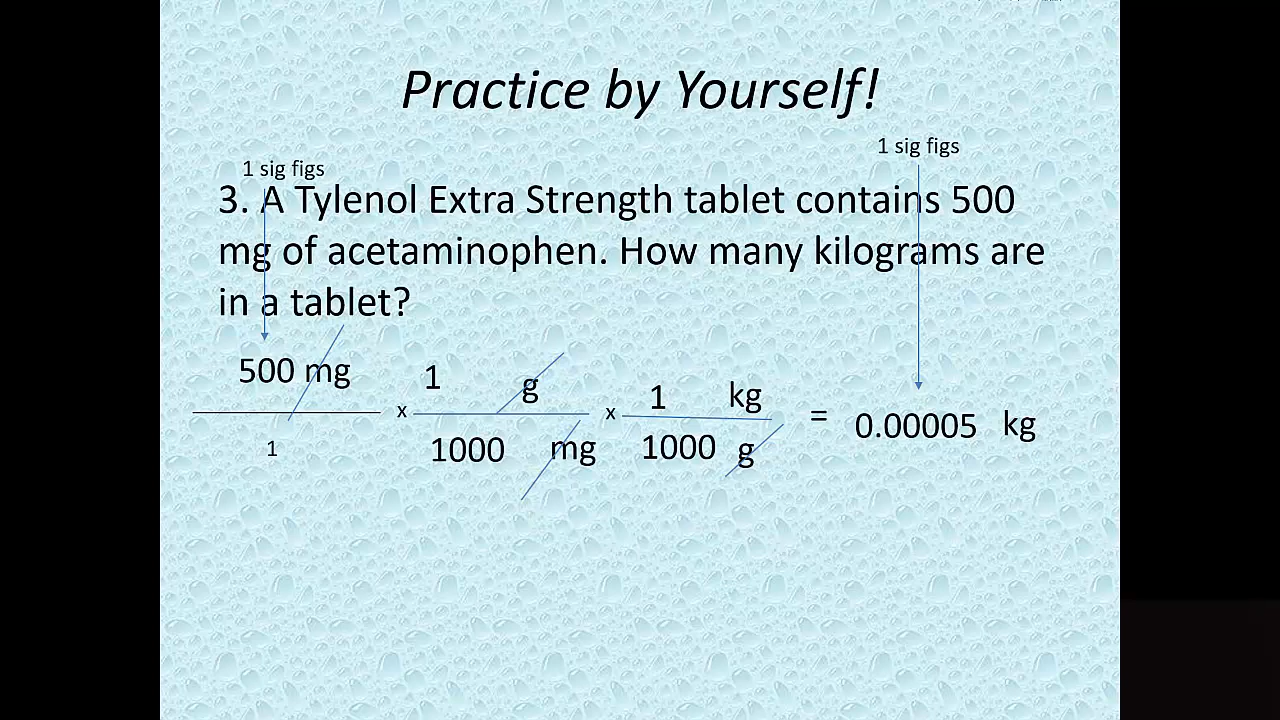 Practice by Yourself!
1 sig figs
1 sig figs
3. A Tylenol Extra Strength tablet contains 500
mg of acetaminophen. How many kilograms are
in a tablet?
500 mg
1
x
1 g
1000 mg
x
1 kg
1000 g
=
0.00005 kg